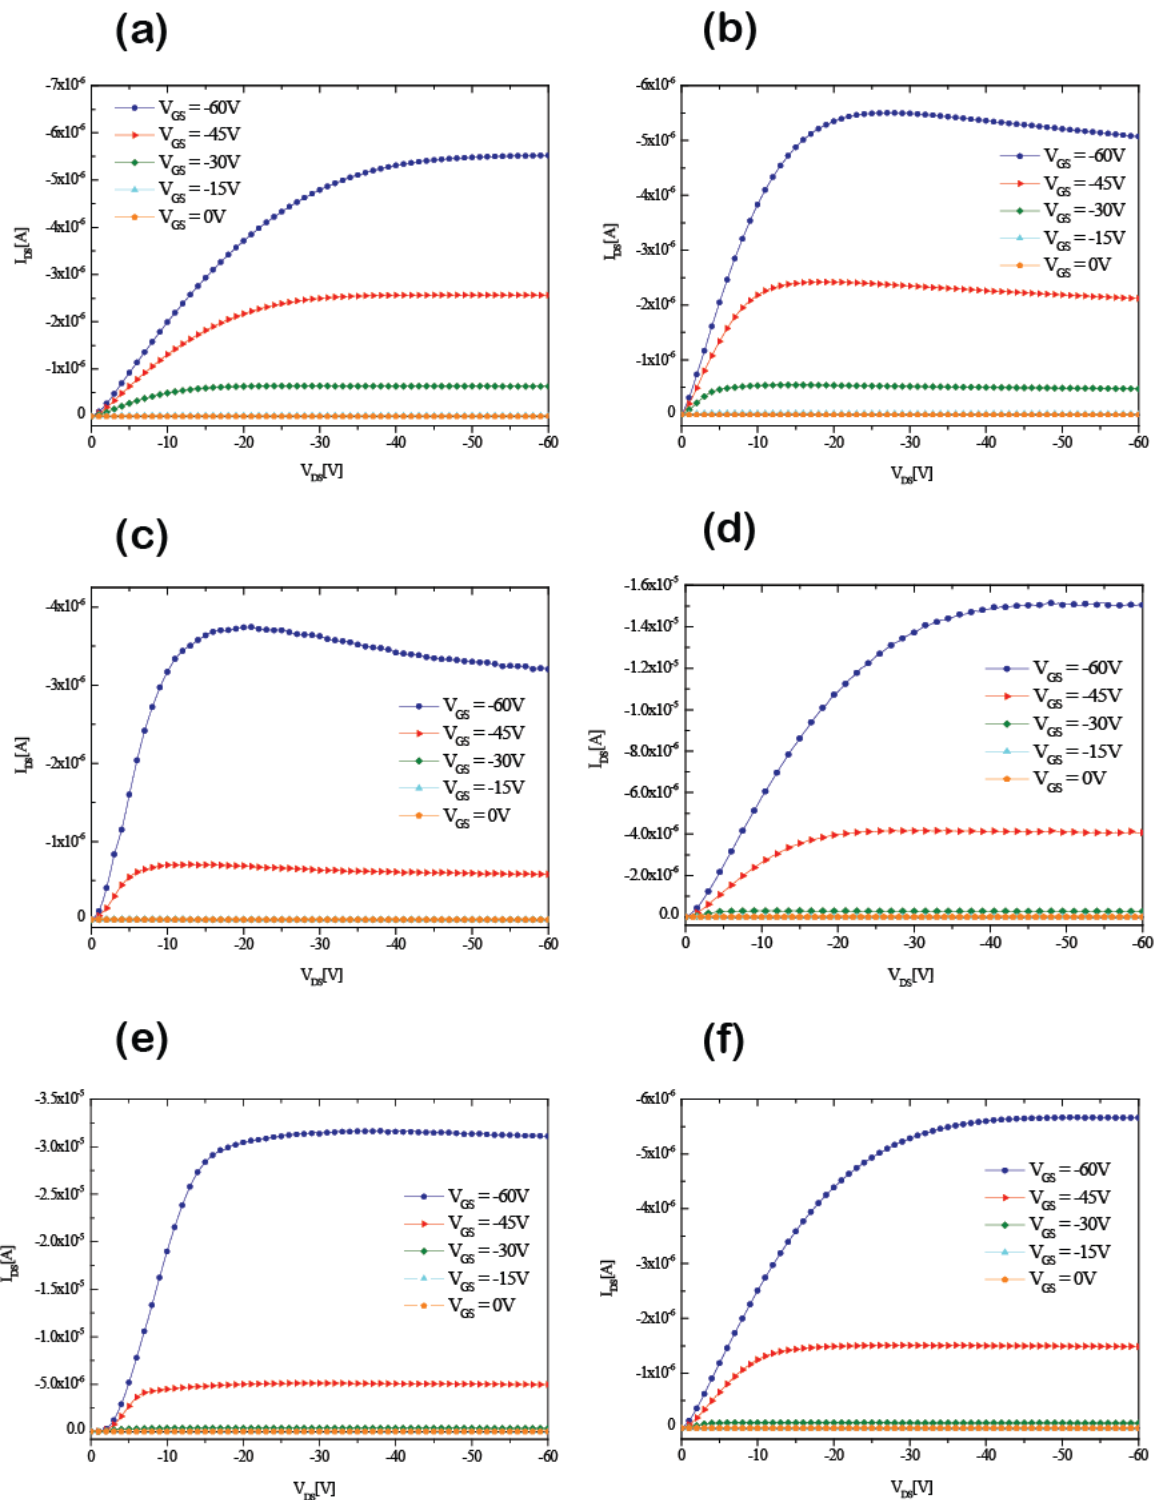 (a)
(b)
-7x10⁻⁶
-6x10⁻⁶
-5x10⁻⁶
-4x10⁻⁶
-3x10⁻⁶
-2x10⁻⁶
-1x10⁻⁶
0
I_DS[A]
V_GS = -60V
V_GS = -45V
V_GS = -30V
V_GS = -15V
V_GS = 0V
0 -10 -20 -30 -40 -50 -60
V_DS[V]
-6x10⁻⁶
-5x10⁻⁶
-4x10⁻⁶
-3x10⁻⁶
-2x10⁻⁶
-1x10⁻⁶
0
I_DS[A]
V_GS = -60V
V_GS = -45V
V_GS = -30V
V_GS = -15V
V_GS = 0V
0 -10 -20 -30 -40 -50 -60
V_DS[V]
(c)
(d)
-4x10⁻⁶
-3x10⁻⁶
-2x10⁻⁶
-1x10⁻⁶
0
I_DS[A]
V_GS = -60V
V_GS = -45V
V_GS = -30V
V_GS = -15V
V_GS = 0V
0 -10 -20 -30 -40 -50 -60
V_DS[V]
-1.6x10⁻⁵
-1.4x10⁻⁵
-1.2x10⁻⁵
-1.0x10⁻⁵
-8.0x10⁻⁶
-6.0x10⁻⁶
-4.0x10⁻⁶
-2.0x10⁻⁶
0.0
I_DS[A]
V_GS = -60V
V_GS = -45V
V_GS = -30V
V_GS = -15V
V_GS = 0V
0 -10 -20 -30 -40 -50 -60
V_DS[V]
(e)
(f)
-3.5x10⁻⁵
-3.0x10⁻⁵
-2.5x10⁻⁵
-2.0x10⁻⁵
-1.5x10⁻⁵
-1.0x10⁻⁵
-5.0x10⁻⁶
0.0
I_DS[A]
V_GS = -60V
V_GS = -45V
V_GS = -30V
V_GS = -15V
V_GS = 0V
0 -10 -20 -30 -40 -50 -60
V_DS[V]
-6x10⁻⁶
-5x10⁻⁶
-4x10⁻⁶
-3x10⁻⁶
-2x10⁻⁶
-1x10⁻⁶
0
I_DS[A]
V_GS = -60V
V_GS = -45V
V_GS = -30V
V_GS = -15V
V_GS = 0V
0 -10 -20 -30 -40 -50 -60
V_DS[V]